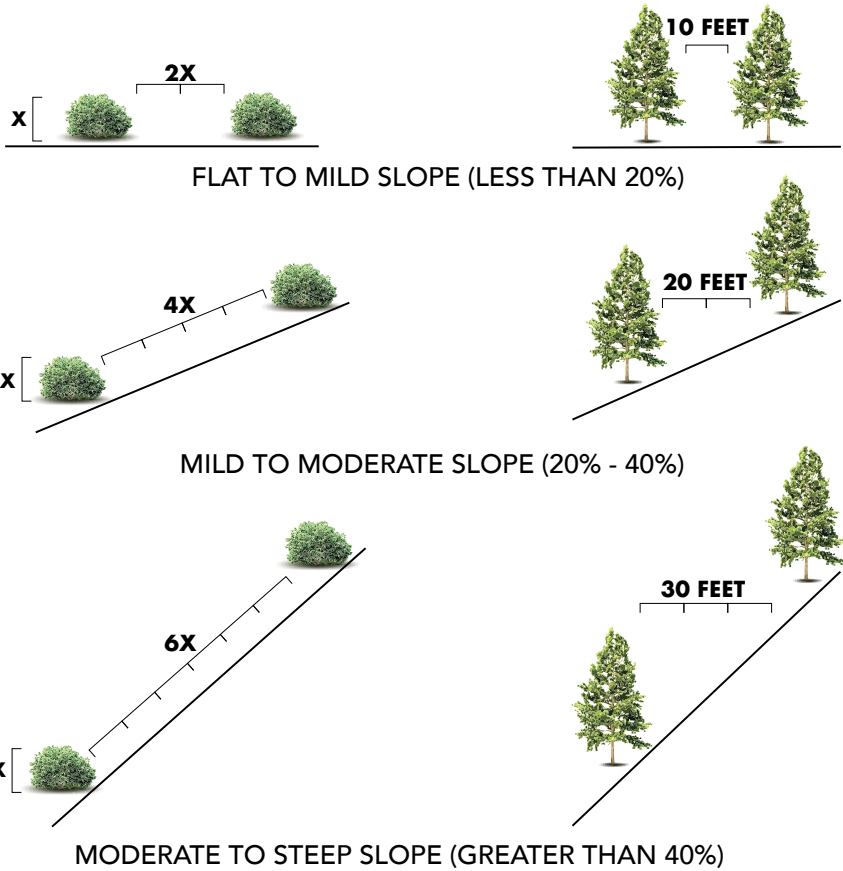 2X
X
10 FEET
FLAT TO MILD SLOPE (LESS THAN 20%)
4X
X
20 FEET
MILD TO MODERATE SLOPE (20% - 40%)
6X
X
30 FEET
MODERATE TO STEEP SLOPE (GREATER THAN 40%)